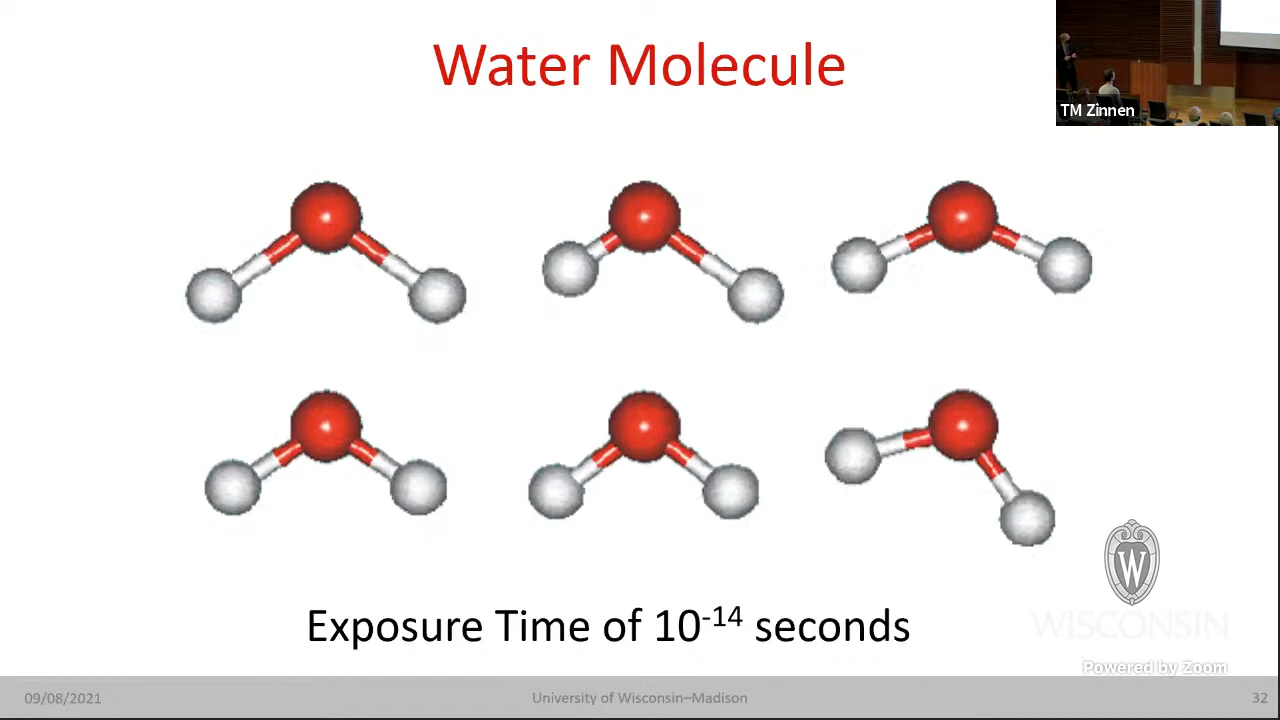 Water Molecule
TM Zinnen
Exposure Time of 10-14 seconds
W
WISCONSIN
Powered by Zoom
09/08/2021
University of Wisconsin–Madison
32